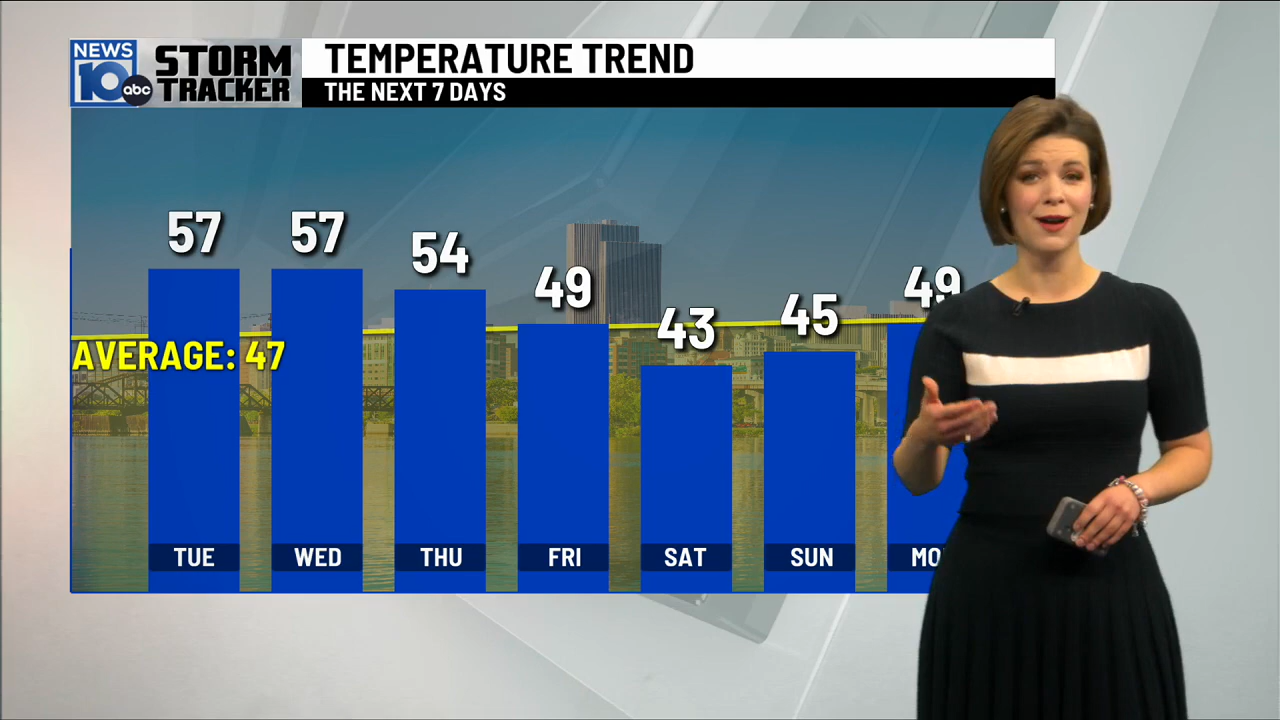 NEWS
10
abc
STORM
TRACKER
TEMPERATURE TREND
THE NEXT 7 DAYS
57
57
54
49
43
45
49
AVERAGE: 47
TUE
WED
THU
FRI
SAT
SUN
MO